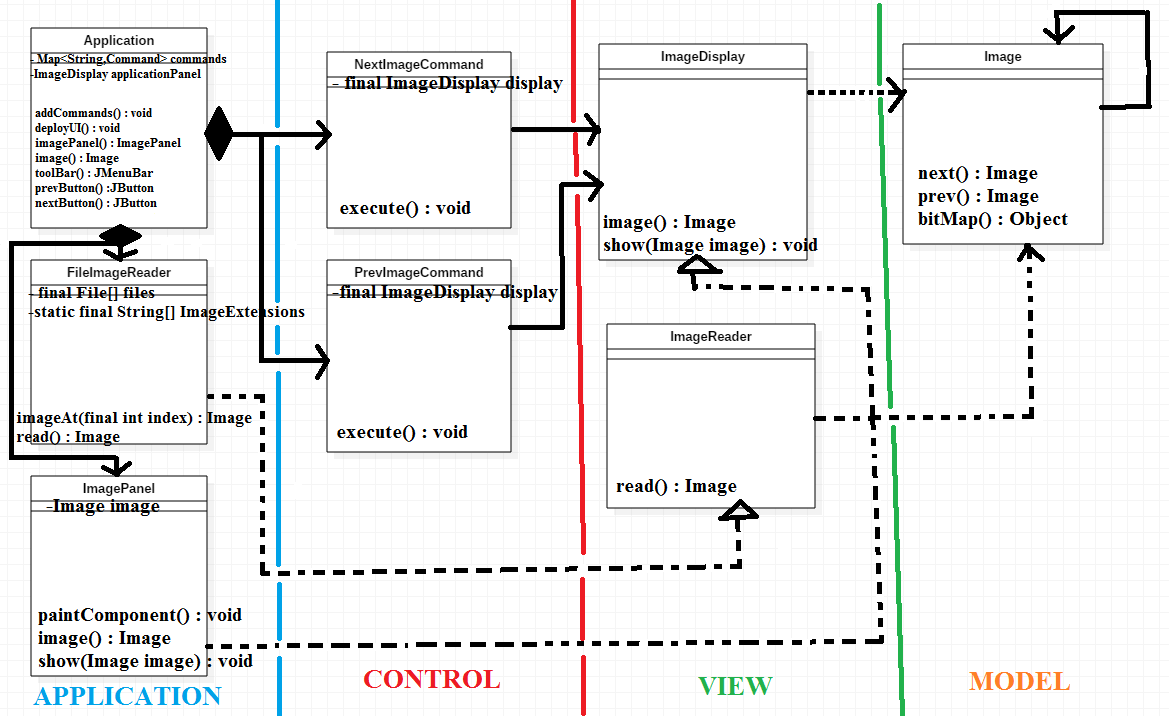 Application
- Map<String,Command> commands
-ImageDisplay applicationPanel
addCommands() : void
deployUI() : void
imagePanel() : ImagePanel
image() : Image
toolBar() : JMenuBar
prevButton() :JButton
nextButton() : JButton
FileImageReader
- final File[] files
-static final String[] ImageExtensions
imageAt(final int index) : Image
read() : Image
ImagePanel
-Image image
paintComponent() : void
image() : Image
show(Image image) : void
APPLICATION
NextImageCommand
- final ImageDisplay display
execute() : void
PrevImageCommand
-final ImageDisplay display
execute() : void
CONTROL
ImageDisplay
image() : Image
show(Image image) : void
ImageReader
read() : Image
VIEW
Image
next() : Image
prev() : Image
bitMap() : Object
MODEL